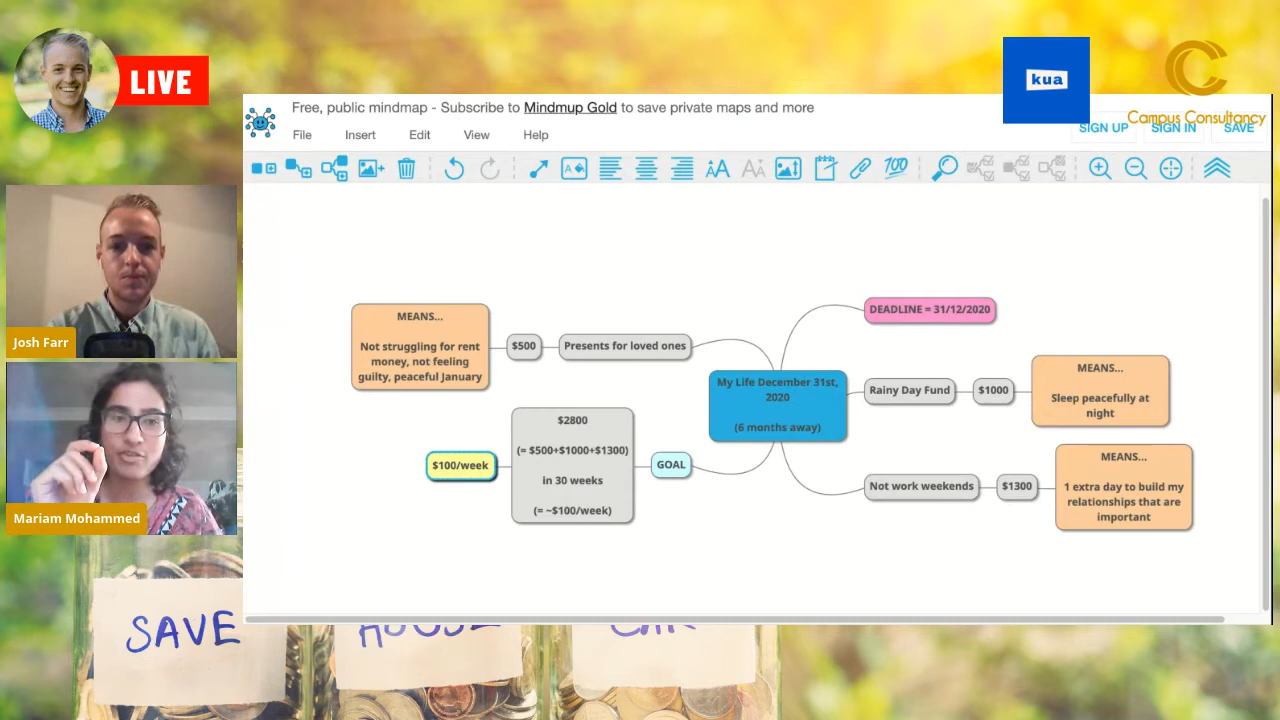 LIVE
kua
Campus Consultancy
Free, public mindmap - Subscribe to Mindmup Gold to save private maps and more
File Insert Edit View Help
SIGN UP SIGN IN SAVE
100
Josh Farr
Mariam Mohammed
MEANS...
Not struggling for rent
money, not feeling
guilty, peaceful January
$500
Presents for loved ones
DEADLINE = 31/12/2020
My Life December 31st,
2020
(6 months away)
Rainy Day Fund
$1000
MEANS...
Sleep peacefully at
night
$100/week
$2800
(= $500+$1000+$1300)
in 30 weeks
(= ~$100/week)
GOAL
Not work weekends
$1300
MEANS...
1 extra day to build my
relationships that are
important
SAVE
HOUSE
CAR